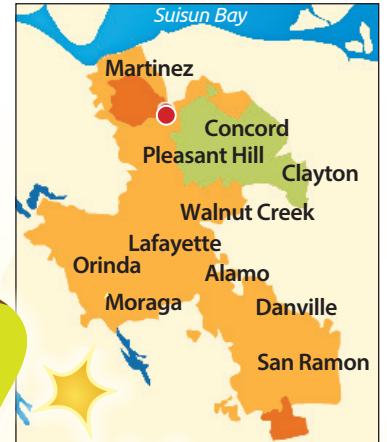 Suisun Bay
Martinez
Concord
Pleasant Hill
Clayton
Walnut Creek
Lafayette
Orinda
Alamo
Moraga
Danville
San Ramon